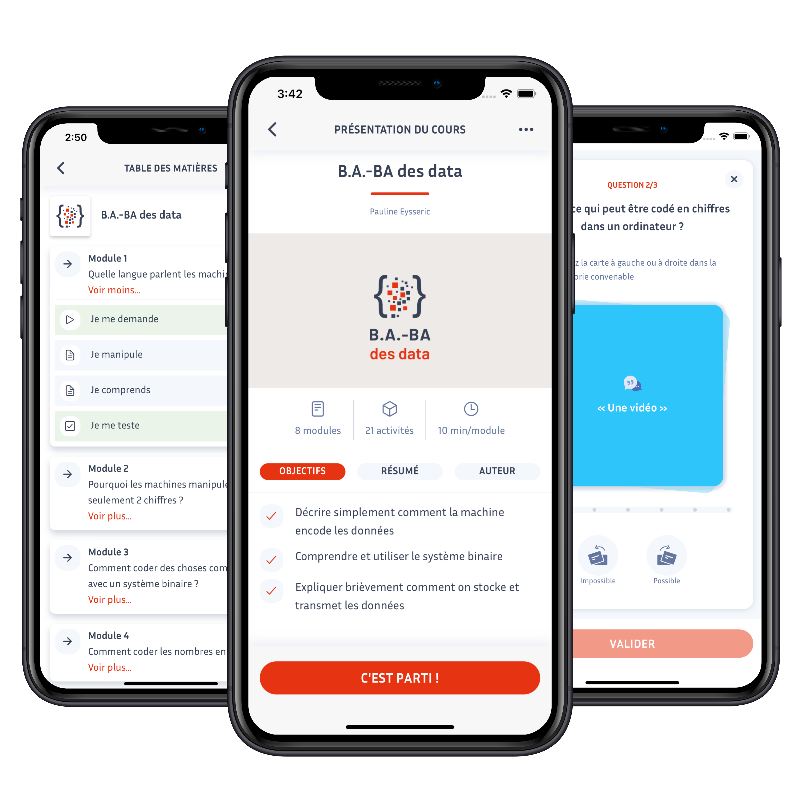 2:50
TABLE DES MATIÈRES
B.A.-BA des data
Module 1
Quelle langue parlent les
Voir moins...
Je me demande
Je manipule
Je comprends
Je me teste
Module 2
Pourquoi les machines
seulement 2 chiffres ?
Voir plus...
Module 3
Comment coder des choses
avec un système binaire ?
Voir plus...
Module 4
Comment coder les nombres en
Voir plus...
3:42
PRÉSENTATION DU COURS
B.A.-BA des data
Pauline Eysseric
B.A.-BA
des data
8 modules
21 activités
10 min/module
OBJECTIFS
RÉSUMÉ
AUTEUR
Décrire simplement comment la machine
encode les données
Comprendre et utiliser le système binaire
Expliquer brièvement comment on stocke et
transmet les données
C'EST PARTI !
QUESTION 2/3
ce qui peut être codé en chiffres
dans un ordinateur ?
la carte à gauche ou à droite dans la
convenable
« Une vidéo »
Impossible
Possible
VALIDER